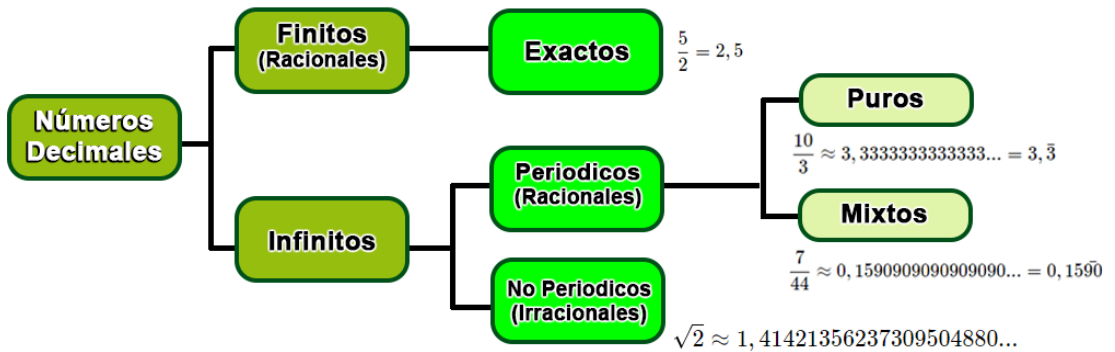 Números
Decimales
Finitos
(Racionales)
Exactos
5/2 = 2,5
Infinitos
Periodicos
(Racionales)
Puros
10/3 ≈ 3,3333333333333... = 3,3̄
Mixtos
7/44 ≈ 0,1590909090909090... = 0,159̄0̄
No Periodicos
(Irracionales)
√2 ≈ 1,41421356237309504880...